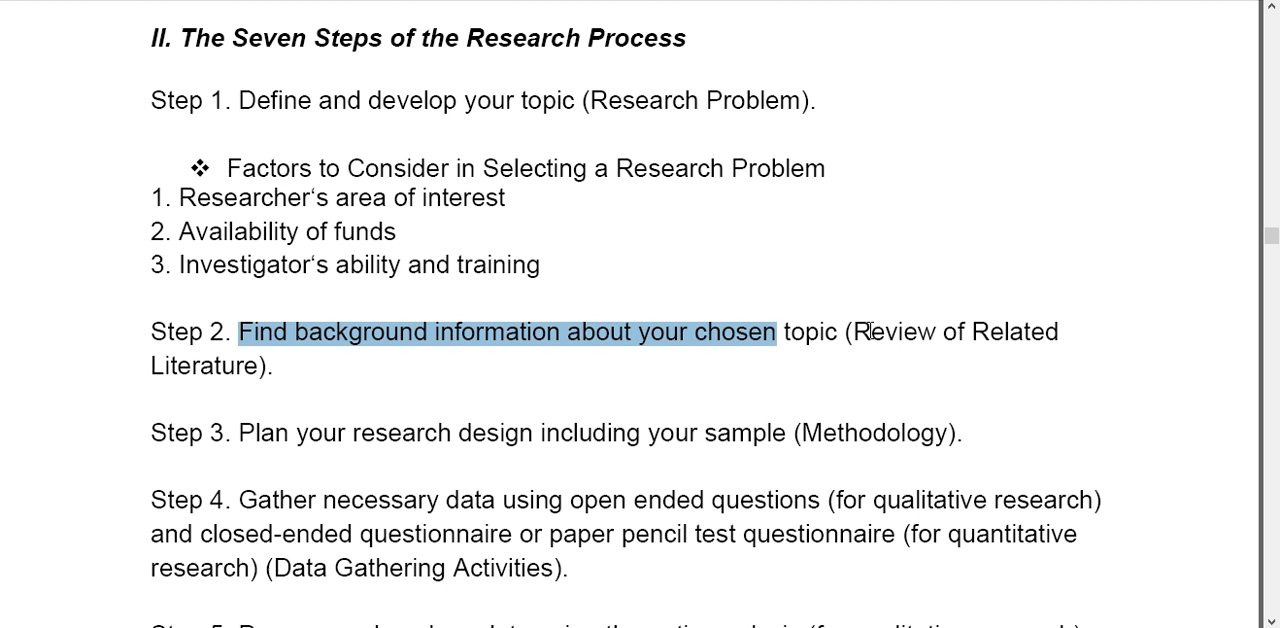 II. The Seven Steps of the Research Process
Step 1. Define and develop your topic (Research Problem).
❖ Factors to Consider in Selecting a Research Problem
1. Researcher‘s area of interest
2. Availability of funds
3. Investigator‘s ability and training
Step 2. Find background information about your chosen topic (Review of Related
Literature).
Step 3. Plan your research design including your sample (Methodology).
Step 4. Gather necessary data using open ended questions (for qualitative research)
and closed-ended questionnaire or paper pencil test questionnaire (for quantitative
research) (Data Gathering Activities).